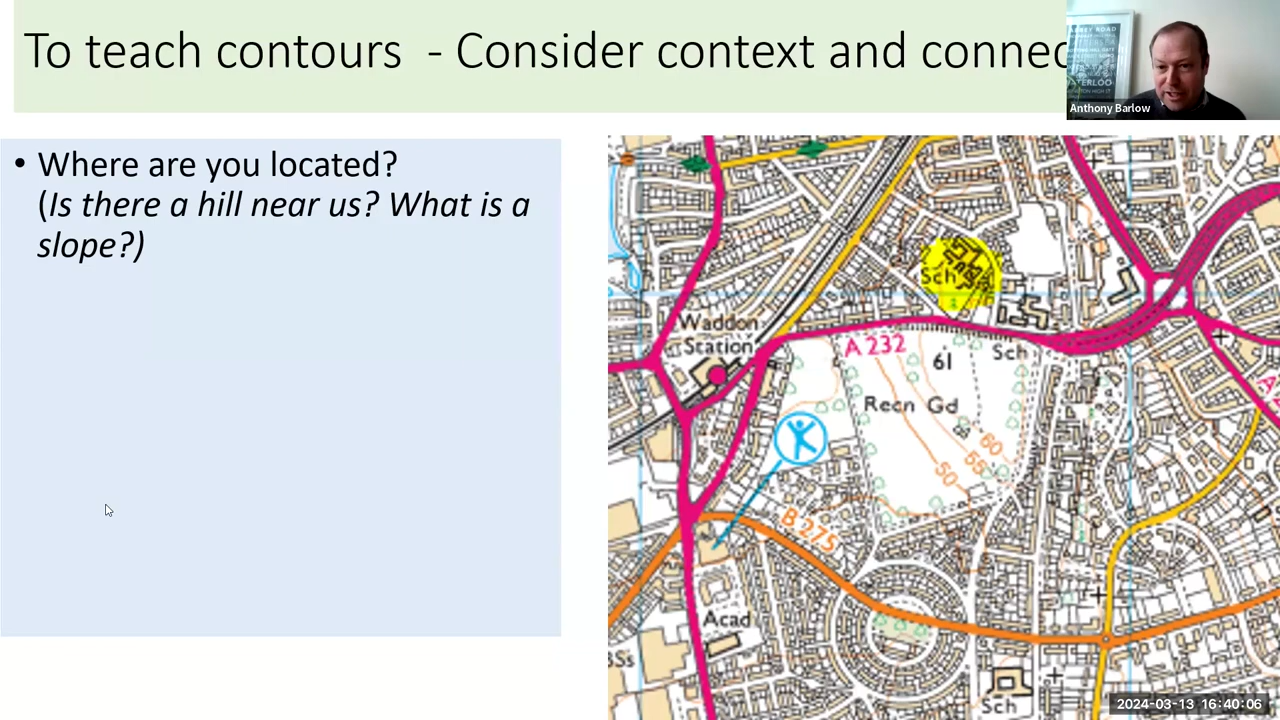 To teach contours - Consider context and connec
Anthony Barlow
• Where are you located?
(Is there a hill near us? What is a
slope?)
Sch
Waddon
Station
A 232
61
Sch
Recn Gd
60
55
50
B 275
Acad
Sch
2024-03-13 16:40:06